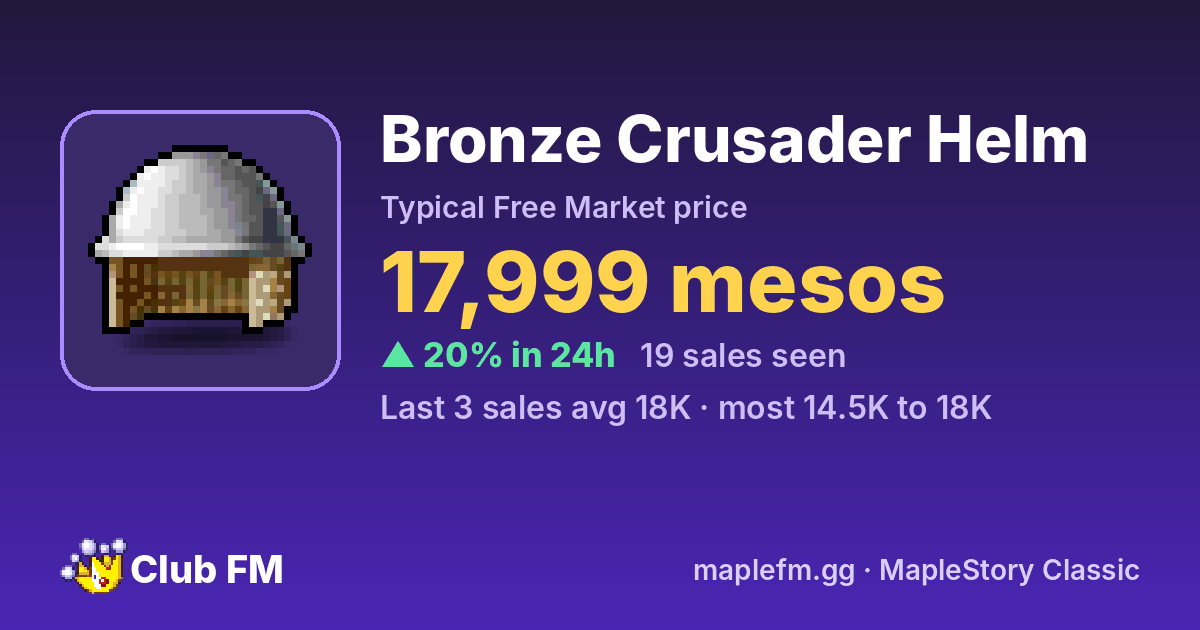 Bronze Crusader Helm
Typical Free Market price
17,999 mesos
▲ 20% in 24h 19 sales seen
Last 3 sales avg 18K · most 14.5K to 18K
Club FM
maplefm.gg · MapleStory Classic